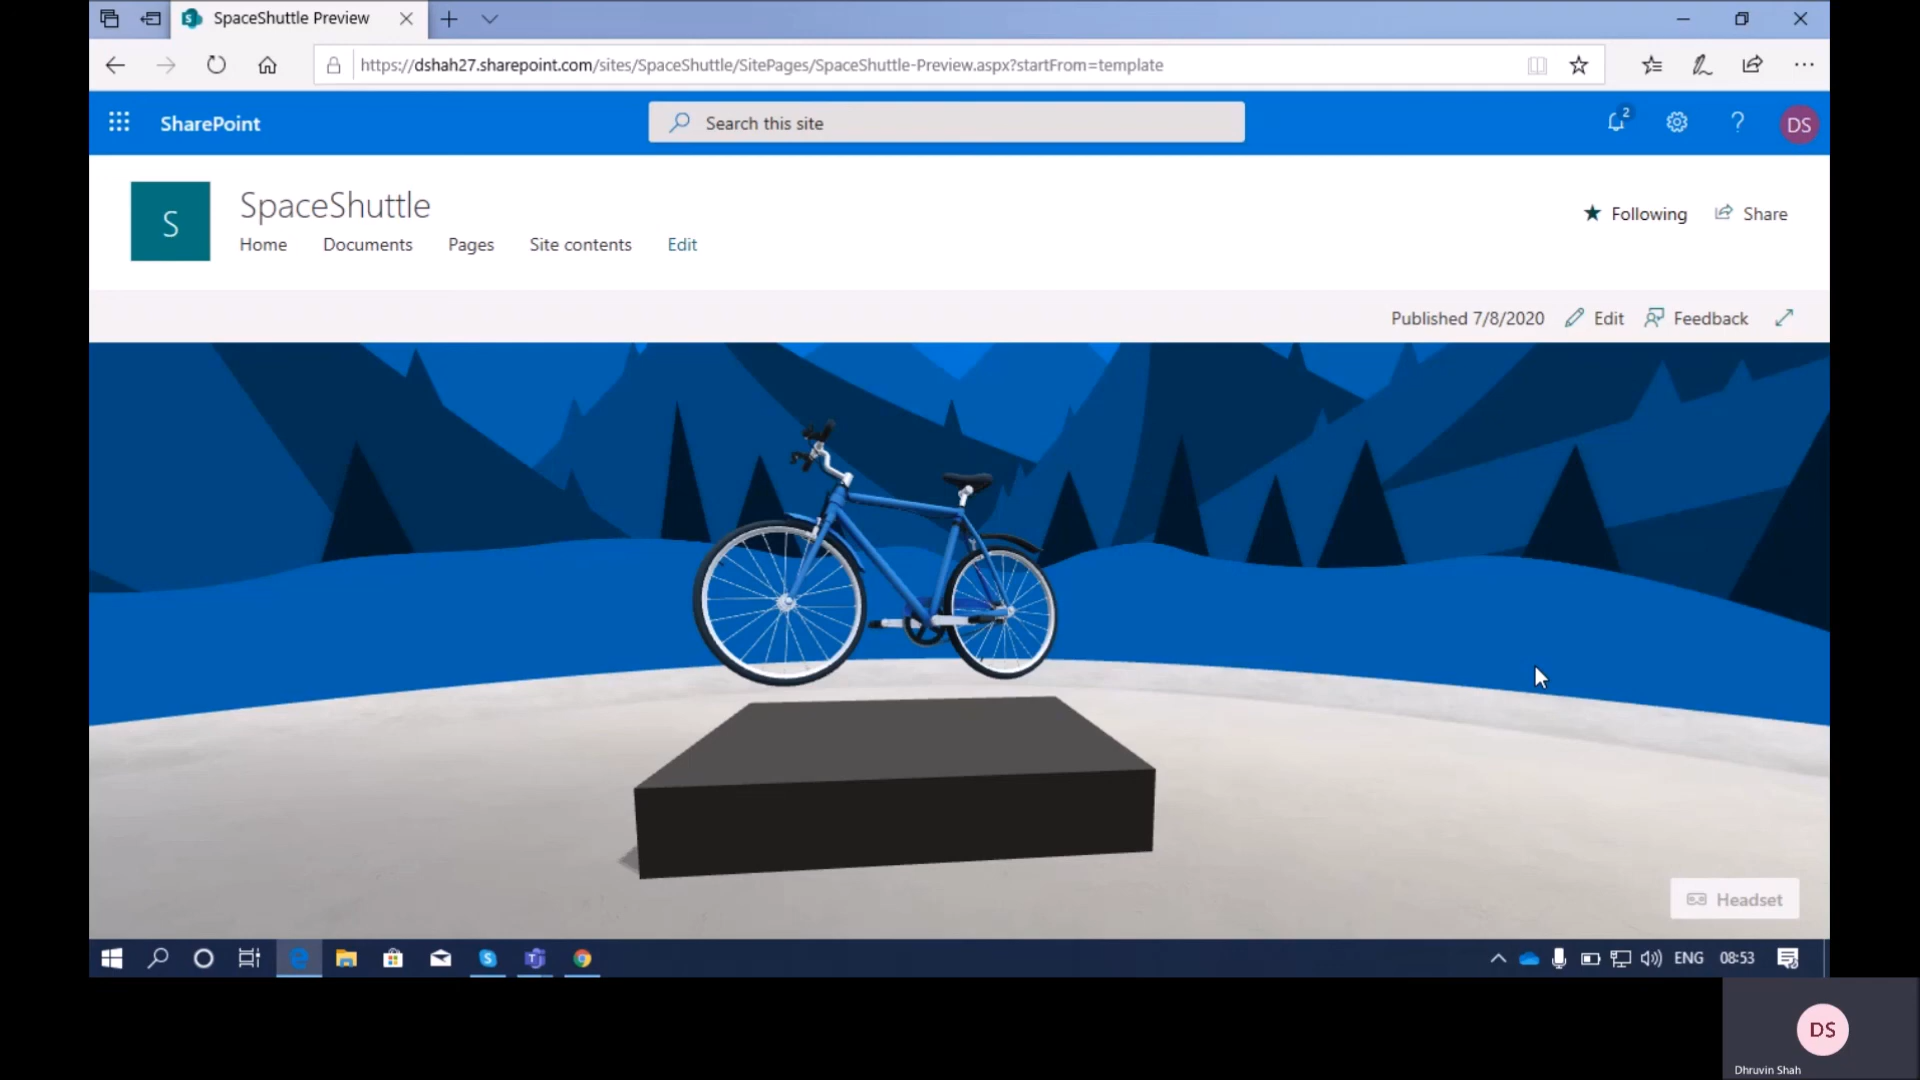 SpaceShuttle Preview
https://dshah27.sharepoint.com/sites/SpaceShuttle/SitePages/SpaceShuttle-Preview.aspx?startFrom=template
SharePoint
Search this site
2
DS
S
SpaceShuttle
Following
Share
Home
Documents
Pages
Site contents
Edit
Published 7/8/2020
Edit
Feedback
Headset
ENG
08:53
DS
Dhruvin Shah